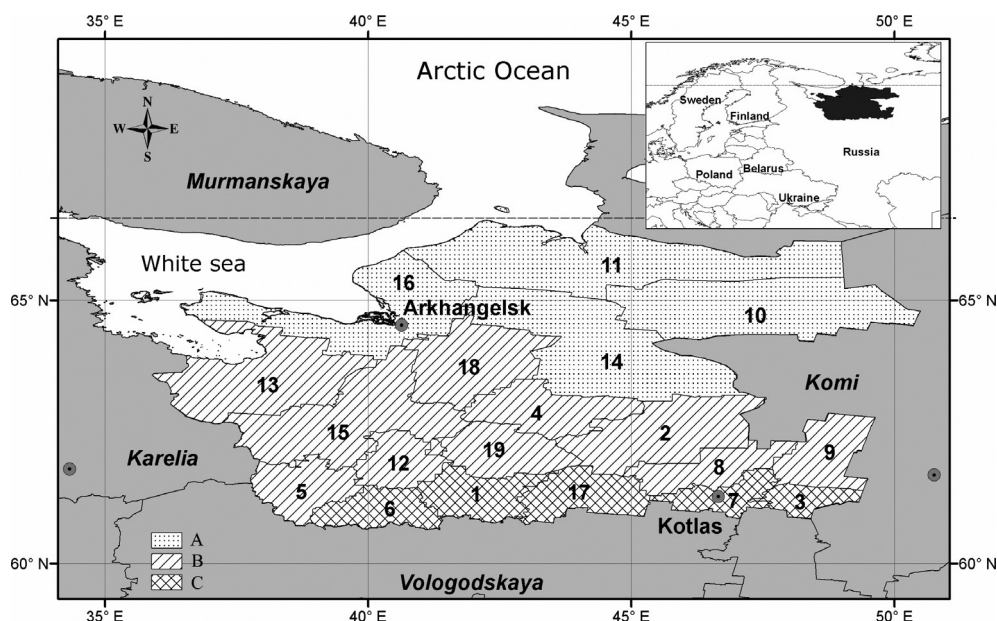 35° E 40° E 45° E 50° E
Arctic Ocean
N
W E
S
Murmanskaya
Sweden
Finland
Russia
Poland
Belarus
Ukraine
White sea
11
16
65° N 65° N
Arkhangelsk
10
14
18
13
Komi
4
15
2
19
9
Karelia
12
8
5
1
17
7
3
6
Kotlas
A
B
C
60° N 60° N
Vologodskaya
35° E 40° E 45° E 50° E